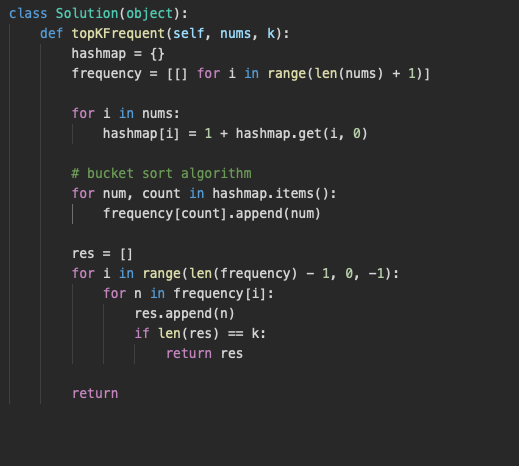 class Solution(object):
    def topKFrequent(self, nums, k):
        hashmap = {}
        frequency = [[] for i in range(len(nums) + 1)]
        for i in nums:
            hashmap[i] = 1 + hashmap.get(i, 0)
        # bucket sort algorithm
        for num, count in hashmap.items():
            frequency[count].append(num)
        res = []
        for i in range(len(frequency) - 1, 0, -1):
            for n in frequency[i]:
                res.append(n)
                if len(res) == k:
                    return res
        return